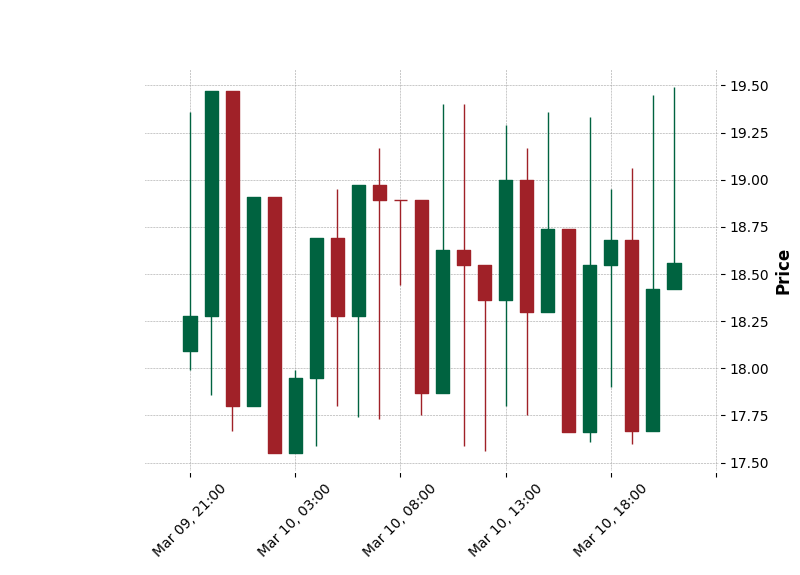 19.50
19.25
19.00
18.75
18.50
18.25
18.00
17.75
17.50
Price
Mar 09, 21:00
Mar 10, 03:00
Mar 10, 08:00
Mar 10, 13:00
Mar 10, 18:00